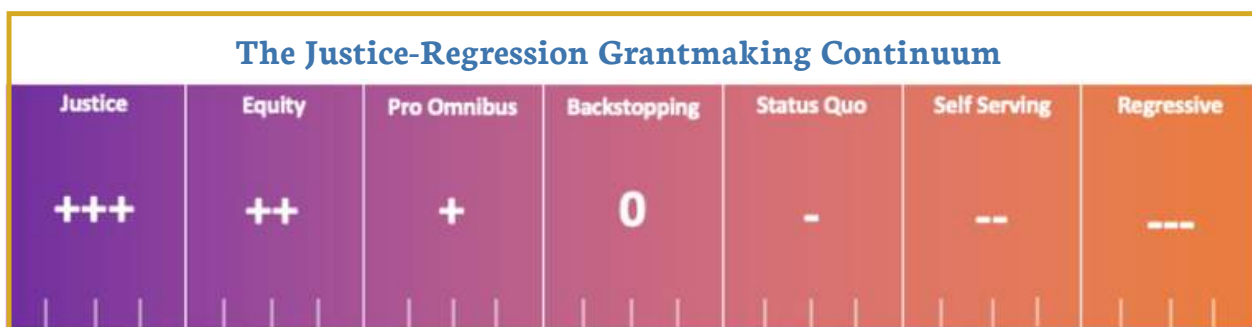 The Justice-Regression Grantmaking Continuum
Justice Equity Pro Omnibus Backstopping Status Quo Self Serving Regressive
+++ ++ + 0 - -- ---